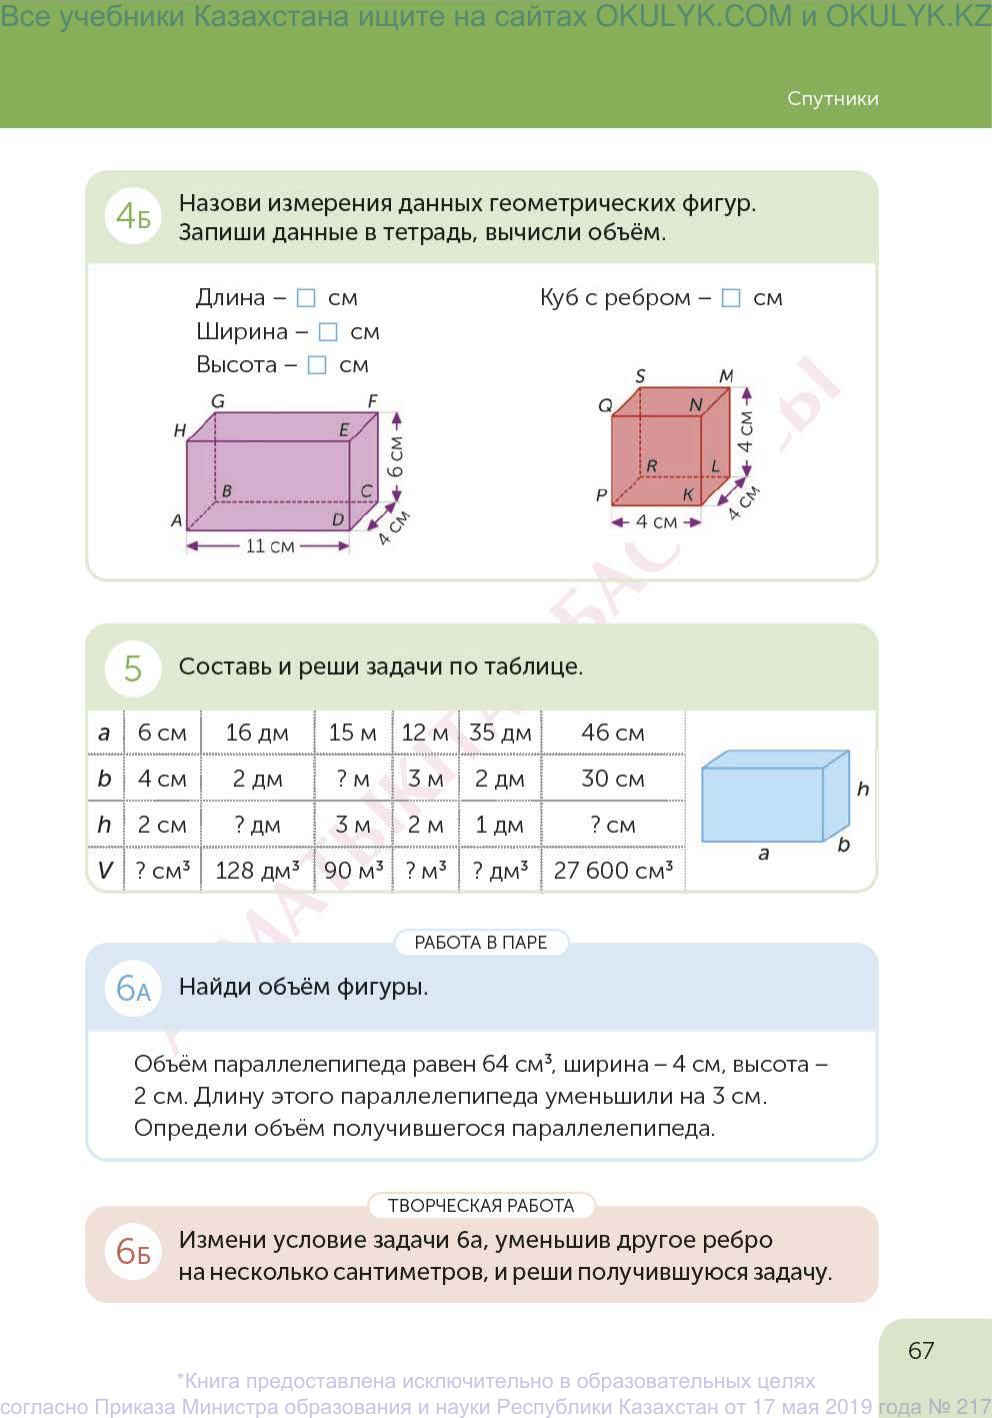 Все учебники Казахстана ищите на сайтах OKULYK.COM и OKULYK.KZ
Спутники
4Б
Назови измерения данных геометрических фигур.
Запиши данные в тетрадь, вычисли объём.
Длина – □ см
Ширина – □ см
Высота – □ см
Куб с ребром – □ см
G F
H E
B C
A D
6 см
4 см
11 см
S M
Q N
R L
P K
4 см
4 см
4 см
5
Составь и реши задачи по таблице.
a 6 см 16 дм 15 м 12 м 35 дм 46 см
b 4 см 2 дм ? м 3 м 2 дм 30 см
h 2 см ? дм 3 м 2 м 1 дм ? см
V ? см³ 128 дм³ 90 м³ ? м³ ? дм³ 27 600 см³
h
b
a
РАБОТА В ПАРЕ
6А
Найди объём фигуры.
Объём параллелепипеда равен 64 см³, ширина – 4 см, высота –
2 см. Длину этого параллелепипеда уменьшили на 3 см.
Определи объём получившегося параллелепипеда.
ТВОРЧЕСКАЯ РАБОТА
6Б
Измени условие задачи 6а, уменьшив другое ребро
на несколько сантиметров, и реши получившуюся задачу.
67
*Книга предоставлена исключительно в образовательных целях
согласно Приказа Министра образования и науки Республики Казахстан от 17 мая 2019 года № 217